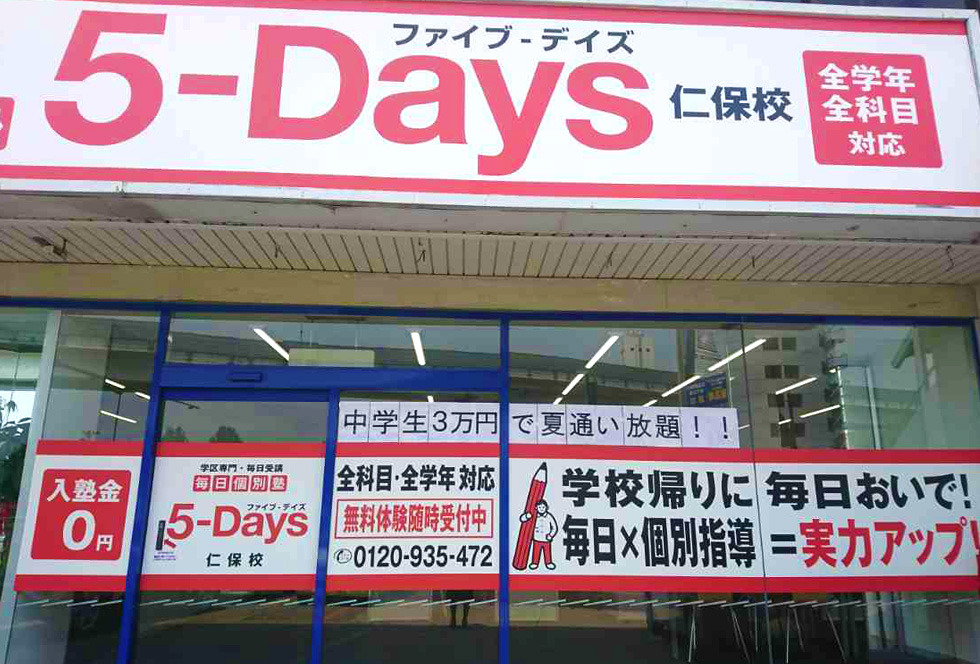 ファイブ-デイズ
5-Days
仁保校
全学年
全科目
対応
中学生3万円で夏通い放題！！
入塾金
0円
学区専門・毎日受講
毎日個別塾
ファイブ・デイズ
5-Days
仁保校
全科目・全学年対応
無料体験随時受付中
0120-935-472
学校帰りに 毎日おいで!
毎日×個別指導＝実力アップ!